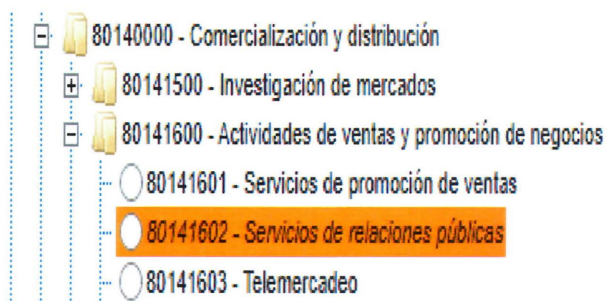 80140000 - Comercialización y distribución
80141500 - Investigación de mercados
80141600 - Actividades de ventas y promoción de negocios
80141601 - Servicios de promoción de ventas
80141602 - Servicios de relaciones públicas
80141603 - Telemercadeo